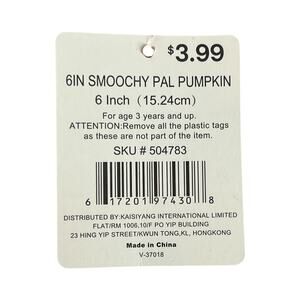 $3.99
6IN SMOOCHY PAL PUMPKIN
6 Inch (15.24cm)
For age 3 years and up.
ATTENTION:Remove all the plastic tags
as these are not part of the item.
SKU # 504783
6 17201 97430 8
DISTRIBUTED BY:KAISIYANG INTERNATIONAL LIMITED
FLAT/RM 1006,10/F PO YIP BUILDING
23 HING YIP STREET/KWUN TONG,KL, HONGKONG
Made in China
V-37018